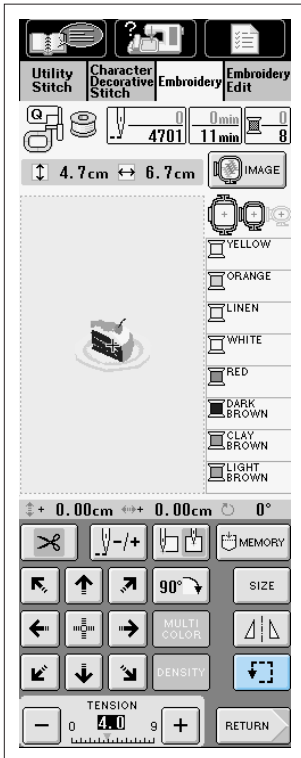 Utility
Stitch
Character
Decorative
Stitch
Embroidery
Embroidery
Edit
Q
0
4701
0min
11min
0
8
4.7cm
6.7cm
IMAGE
YELLOW
ORANGE
LINEN
WHITE
RED
DARK
BROWN
CLAY
BROWN
LIGHT
BROWN
+ 0.00cm
+ 0.00cm
0°
-/+
MEMORY
90°
SIZE
MULTI
COLOR
DENSITY
TENSION
− 0 4.0 9 +
RETURN